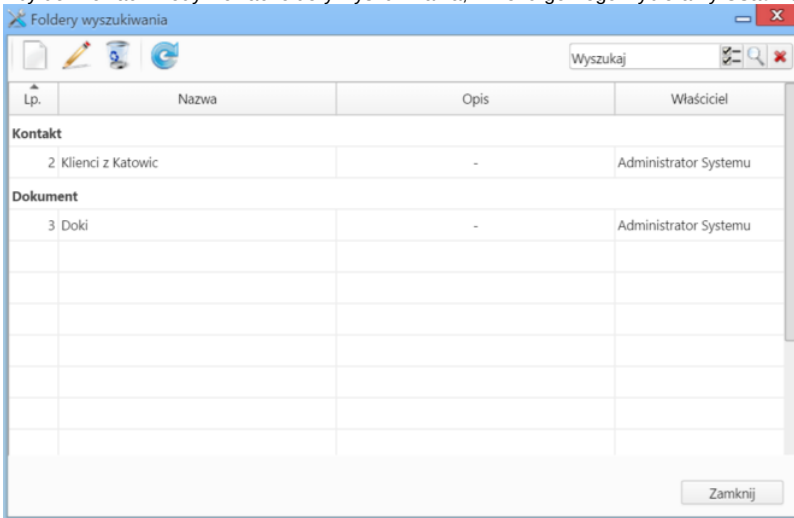 Foldery wyszukiwania
Wyszukaj
Lp. Nazwa Opis Właściciel
Kontakt
2 Klienci z Katowic - Administrator Systemu
Dokument
3 Doki - Administrator Systemu
Zamknij